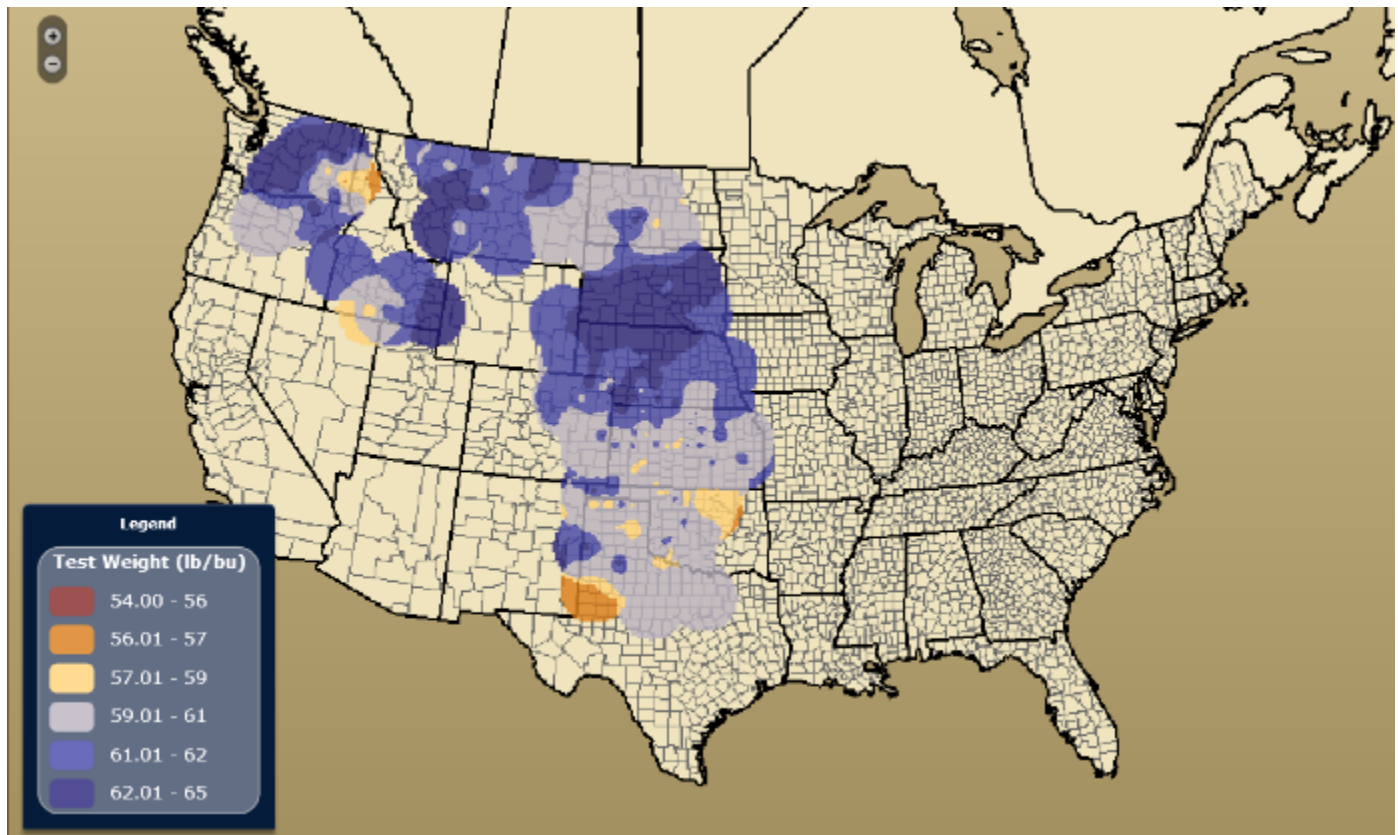 Legend
Test Weight (lb/bu)
54.00 - 56
56.01 - 57
57.01 - 59
59.01 - 61
61.01 - 62
62.01 - 65